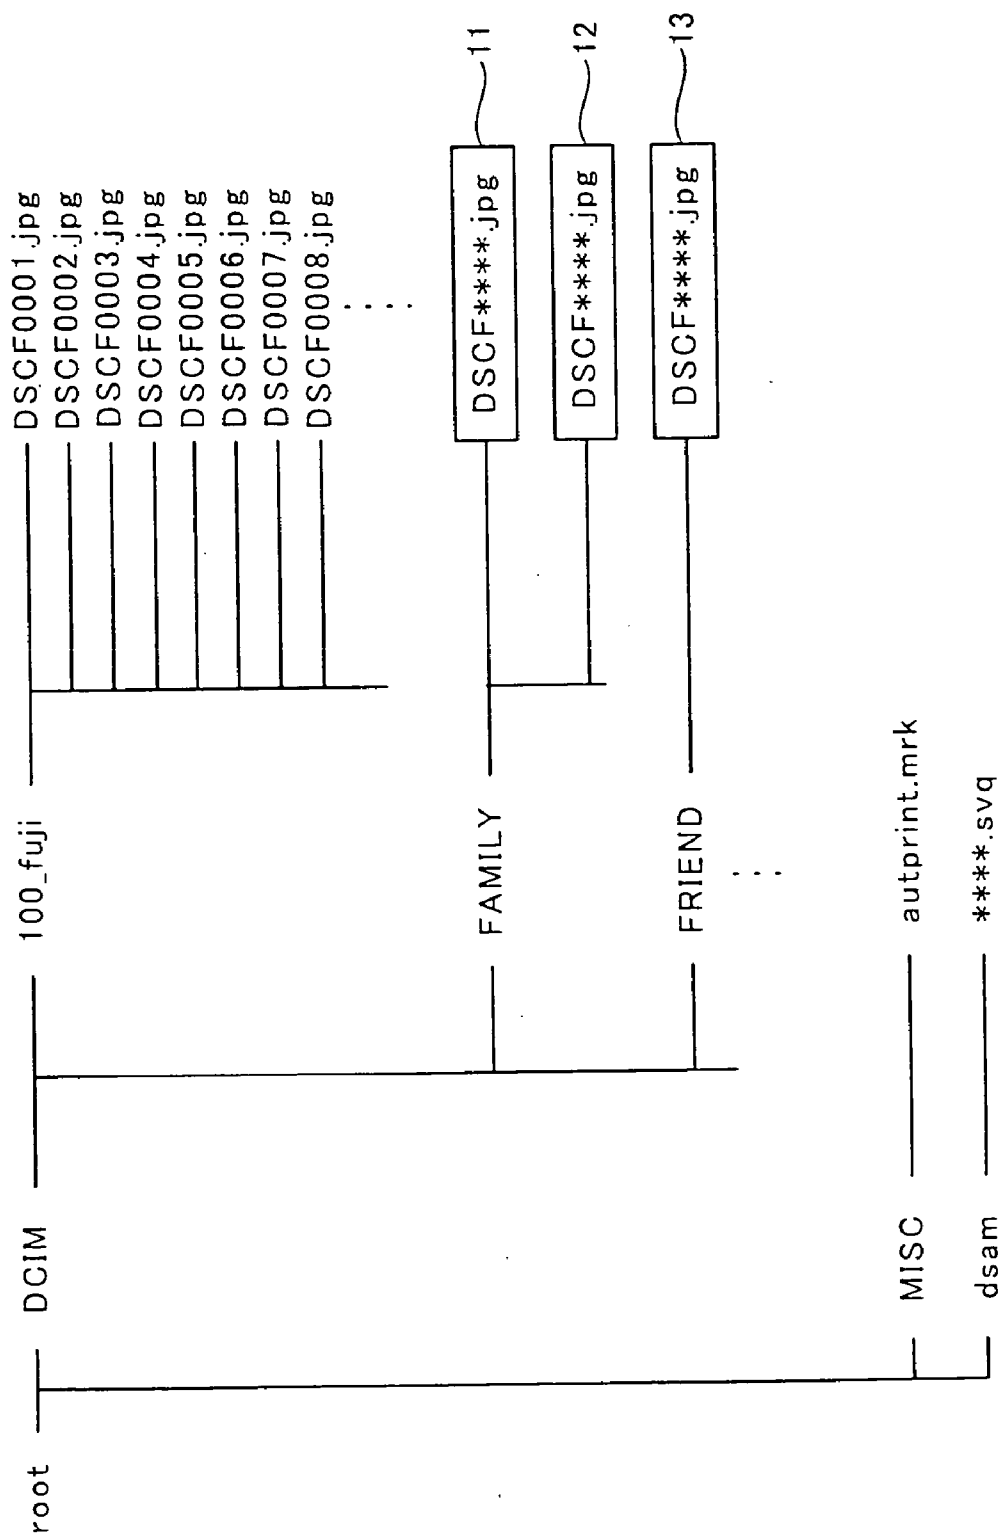 root DCIM 100_fuji DSCF0001.jpg
DSCF0002.jpg
DSCF0003.jpg
DSCF0004.jpg
DSCF0005.jpg
DSCF0006.jpg
DSCF0007.jpg
DSCF0008.jpg
.....
FAMILY DSCF****.jpg 11
DSCF****.jpg 12
FRIEND DSCF****.jpg 13
....
MISC autprint.mrk
dsam ****.svq